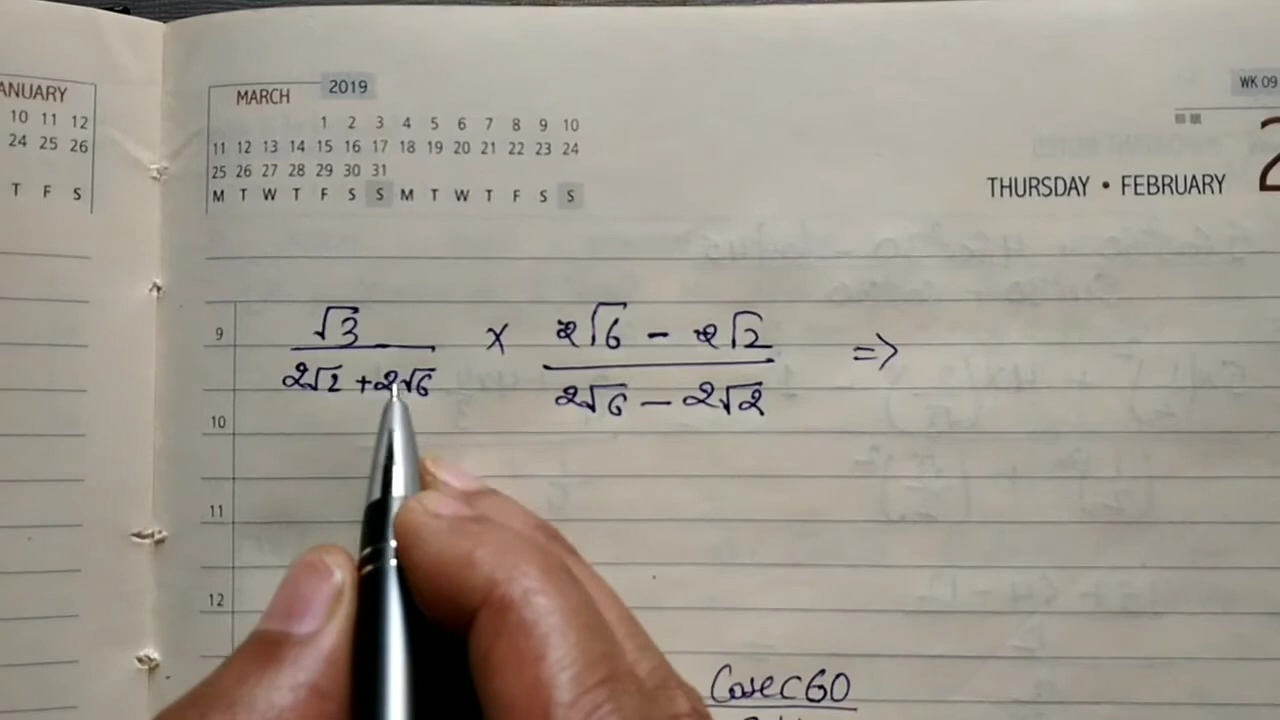 ANUARY
10 11 12
24 25 26
T F S
MARCH 2019
1 2 3 4 5 6 7 8 9 10
11 12 13 14 15 16 17 18 19 20 21 22 23 24
25 26 27 28 29 30 31
M T W T F S S M T W T F S S
WK 09
THURSDAY • FEBRUARY 2
9
√3 × 2√6 - 2√2 =>
2√2 + 2√6 2√6 - 2√2
10
11
12
Cosec60